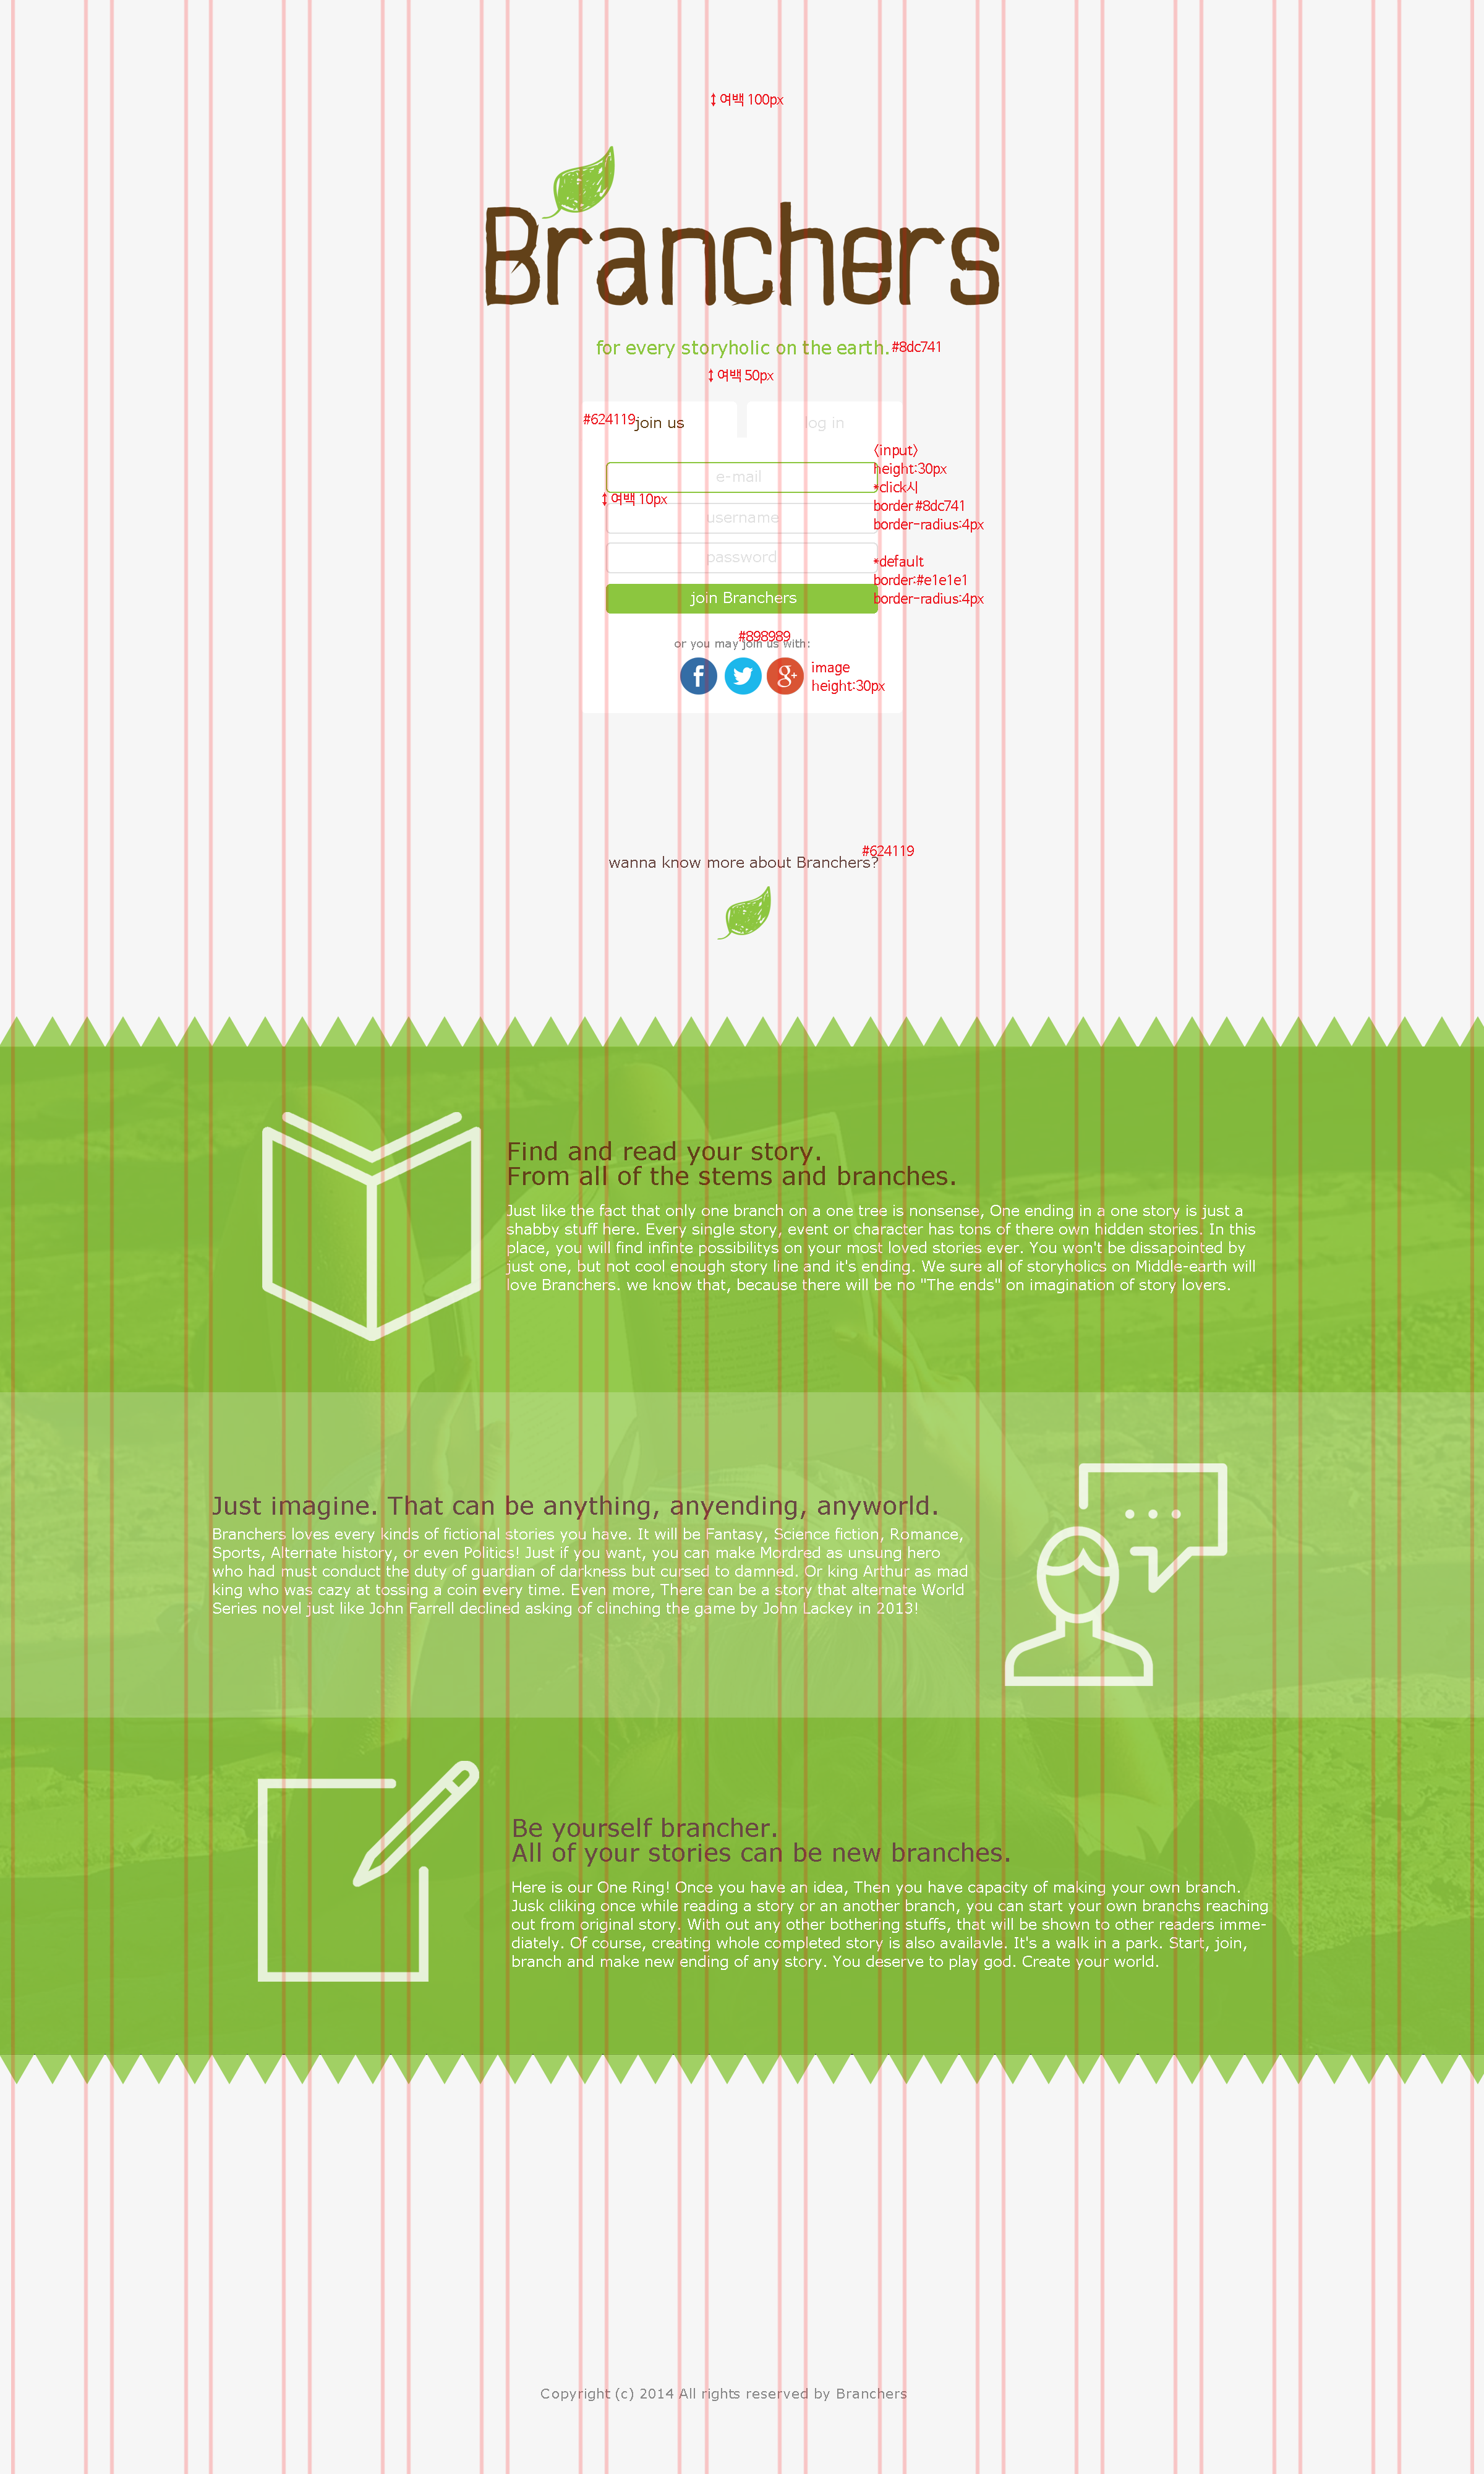 ↕ 여백 100px
Branchers
for every storyholic on the earth. #8dc741
↕ 여백 50px
#624119 join us
log in
<input>
height:30px
*click시
border #8dc741
border-radius:4px
e-mail
↕ 여백 10px
username
password
*default
border:#e1e1e1
border-radius:4px
join Branchers
#898989
or you may join us with:
f
g+
image
height:30px
#624119
wanna know more about Branchers?
Find and read your story.
From all of the stems and branches.
Just like the fact that only one branch on a one tree is nonsense, One ending in a one story is just a
shabby stuff here. Every single story, event or character has tons of there own hidden stories. In this
place, you will find infinte possibilitys on your most loved stories ever. You won't be dissapointed by
just one, but not cool enough story line and it's ending. We sure all of storyholics on Middle-earth will
love Branchers. we know that, because there will be no "The ends" on imagination of story lovers.
Just imagine. That can be anything, anyending, anyworld.
Branchers loves every kinds of fictional stories you have. It will be Fantasy, Science fiction, Romance,
Sports, Alternate history, or even Politics! Just if you want, you can make Mordred as unsung hero
who had must conduct the duty of guardian of darkness but cursed to damned. Or king Arthur as mad
king who was cazy at tossing a coin every time. Even more, There can be a story that alternate World
Series novel just like John Farrell declined asking of clinching the game by John Lackey in 2013!
Be yourself brancher.
All of your stories can be new branches.
Here is our One Ring! Once you have an idea, Then you have capacity of making your own branch.
Jusk cliking once while reading a story or an another branch, you can start your own branchs reaching
out from original story. With out any other bothering stuffs, that will be shown to other readers imme-
diately. Of course, creating whole completed story is also availavle. It's a walk in a park. Start, join,
branch and make new ending of any story. You deserve to play god. Create your world.
Copyright (c) 2014 All rights reserved by Branchers